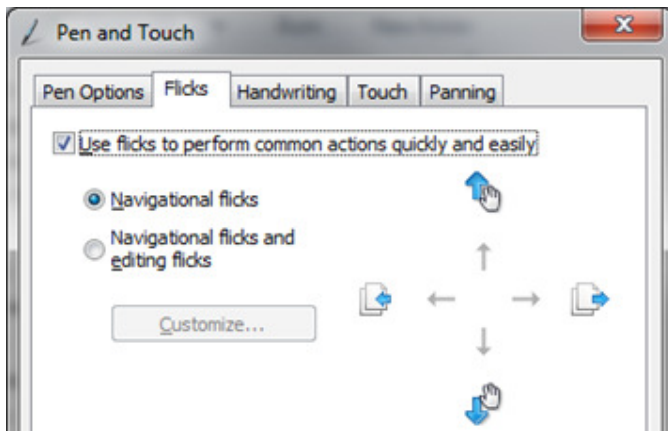 Pen and Touch
Pen Options Flicks Handwriting Touch Panning
Use flicks to perform common actions quickly and easily
Navigational flicks
Navigational flicks and
editing flicks
Customize...